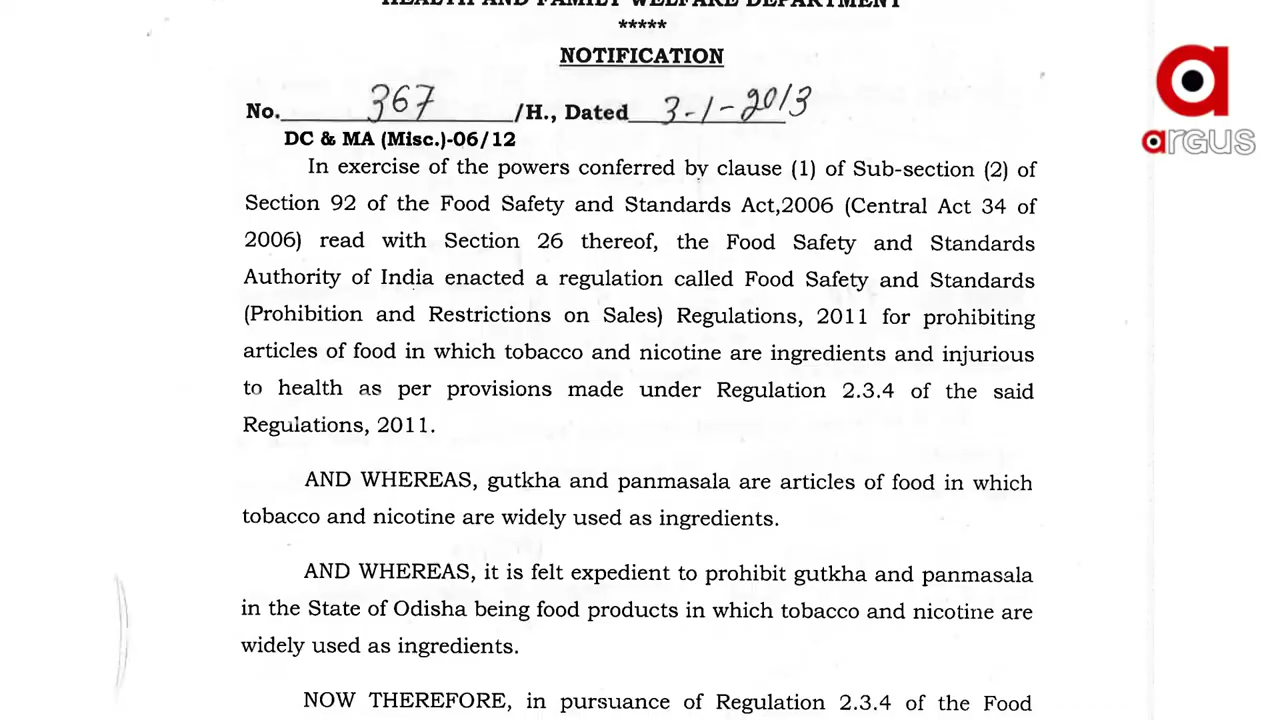 HEALTH AND FAMILY WELFARE DEPARTMENT
*****
NOTIFICATION
No. 367 /H., Dated 3-1-2013
DC & MA (Misc.)-06/12
In exercise of the powers conferred by clause (1) of Sub-section (2) of
Section 92 of the Food Safety and Standards Act,2006 (Central Act 34 of
2006) read with Section 26 thereof, the Food Safety and Standards
Authority of India enacted a regulation called Food Safety and Standards
(Prohibition and Restrictions on Sales) Regulations, 2011 for prohibiting
articles of food in which tobacco and nicotine are ingredients and injurious
to health as per provisions made under Regulation 2.3.4 of the said
Regulations, 2011.
AND WHEREAS, gutkha and panmasala are articles of food in which
tobacco and nicotine are widely used as ingredients.
AND WHEREAS, it is felt expedient to prohibit gutkha and panmasala
in the State of Odisha being food products in which tobacco and nicotine are
widely used as ingredients.
NOW THEREFORE, in pursuance of Regulation 2.3.4 of the Food
a
argus